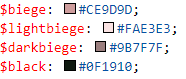 $biege: #CE9D9D;
$lightbiege: #FAE3E3;
$darkbiege: #9B7F7F;
$black: #0F1910;